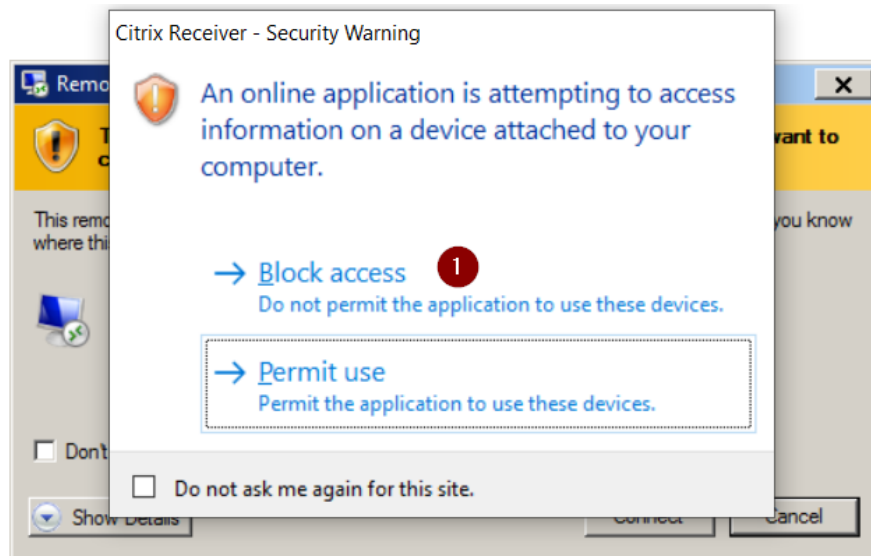 Citrix Receiver - Security Warning
Remo
An online application is attempting to access
information on a device attached to your
computer.
want to
This remo
you know
where thi
Block access
1
Do not permit the application to use these devices.
Permit use
Permit the application to use these devices.
Don't
Do not ask me again for this site.
Show Details
Connect
Cancel